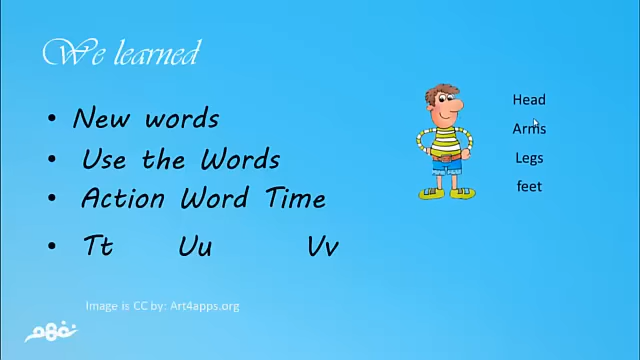 We learned
• New words
• Use the Words
• Action Word Time
• Tt Uu Vv
Head
Arms
Legs
feet
Image is CC by: Art4apps.org
نفهم